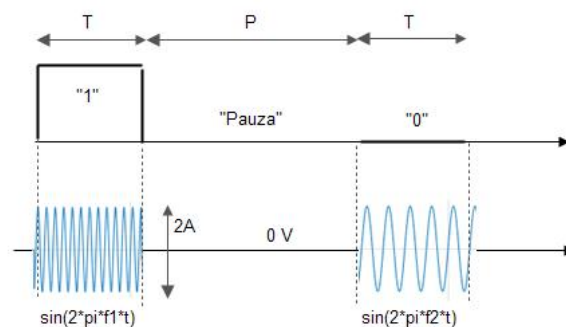 T P T
"1"
"Pauza" "0"
2A
0 V
sin(2*pi*f1*t) sin(2*pi*f2*t)